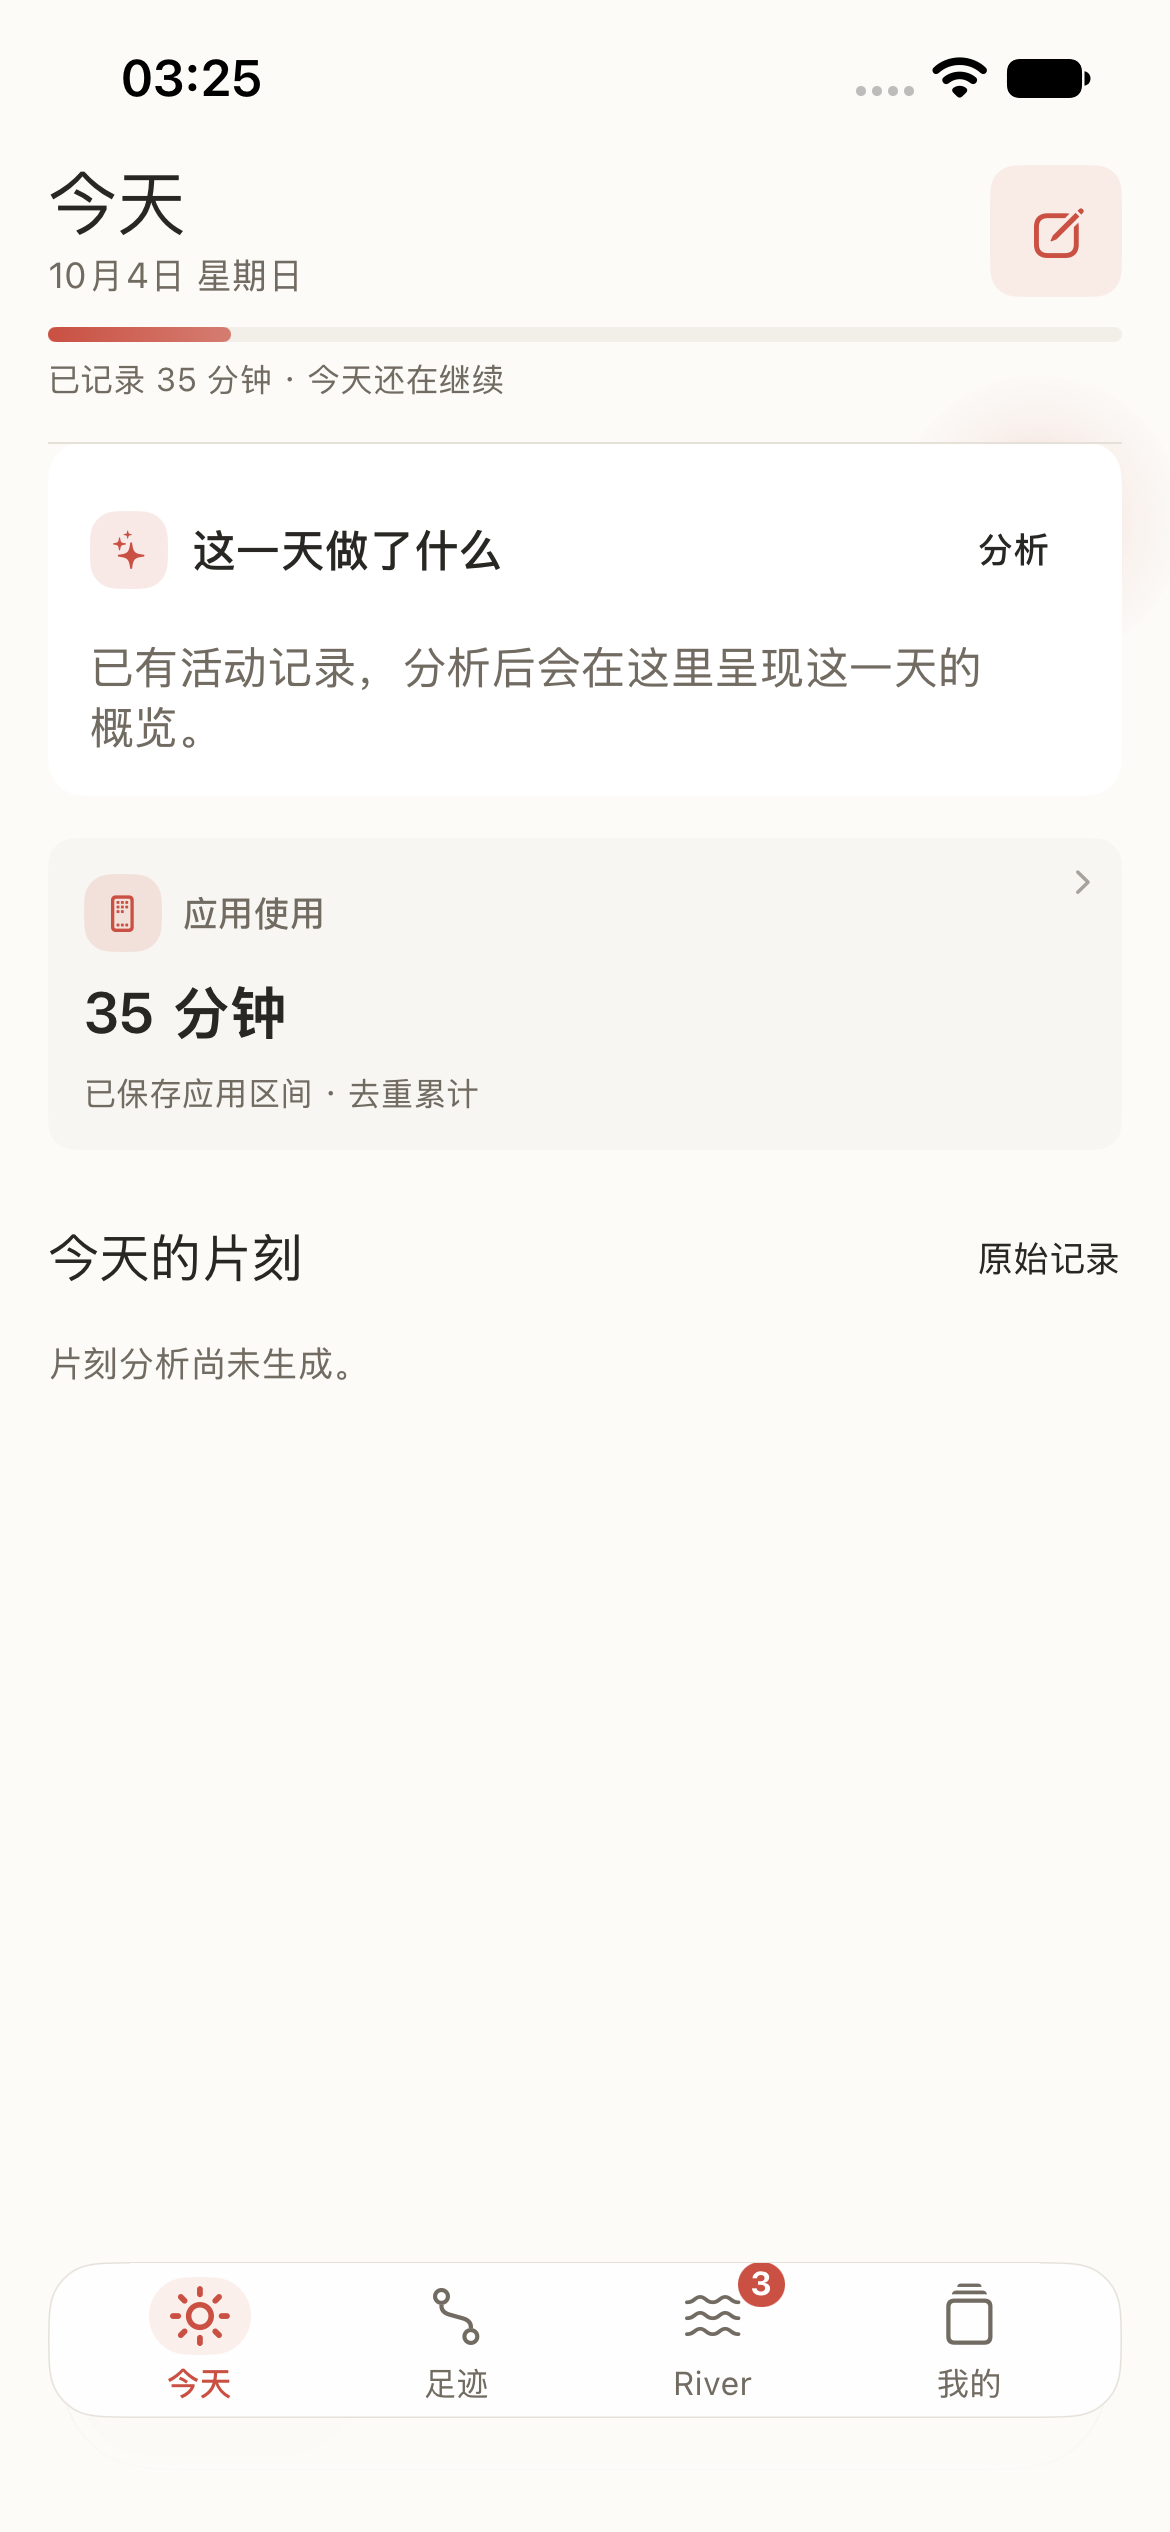 03:25
今天
10月4日 星期日
已记录 35 分钟 · 今天还在继续
这一天做了什么
分析
已有活动记录，分析后会在这里呈现这一天的
概览。
应用使用
35 分钟
已保存应用区间 · 去重累计
今天的片刻
原始记录
片刻分析尚未生成。
3
今天
足迹
River
我的